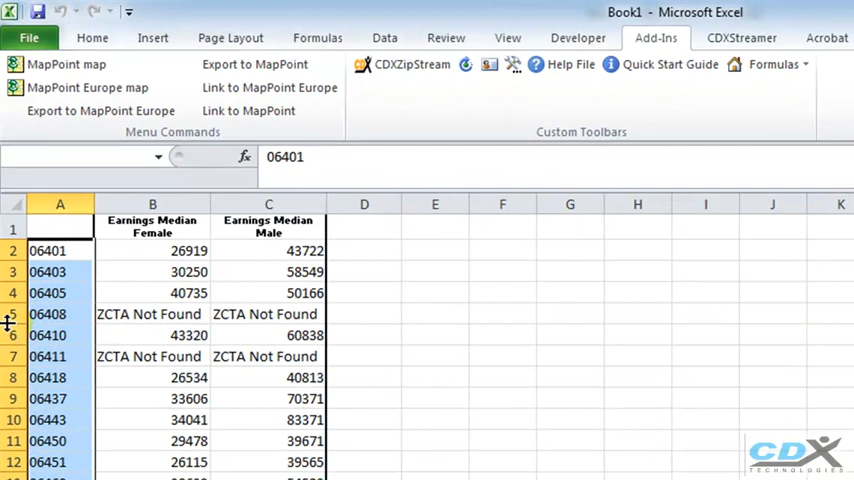 Book1 - Microsoft Excel
File Home Insert Page Layout Formulas Data Review View Developer Add-Ins CDXStreamer Acrobat
MapPoint map Export to MapPoint CDXZipStream Help File Quick Start Guide Formulas
MapPoint Europe map Link to MapPoint Europe
Export to MapPoint Europe Link to MapPoint
Menu Commands Custom Toolbars
fx 06401
A B C D E F G H I J K
1 Earnings Median Female Earnings Median Male
2 06401 26919 43722
3 06403 30250 58549
4 06405 40735 50166
5 06408 ZCTA Not Found ZCTA Not Found
6 06410 43320 60838
7 06411 ZCTA Not Found ZCTA Not Found
8 06418 26534 40813
9 06437 33606 70371
10 06443 34041 83371
11 06450 29478 39671
12 06451 26115 39565
CDX
TECHNOLOGIES